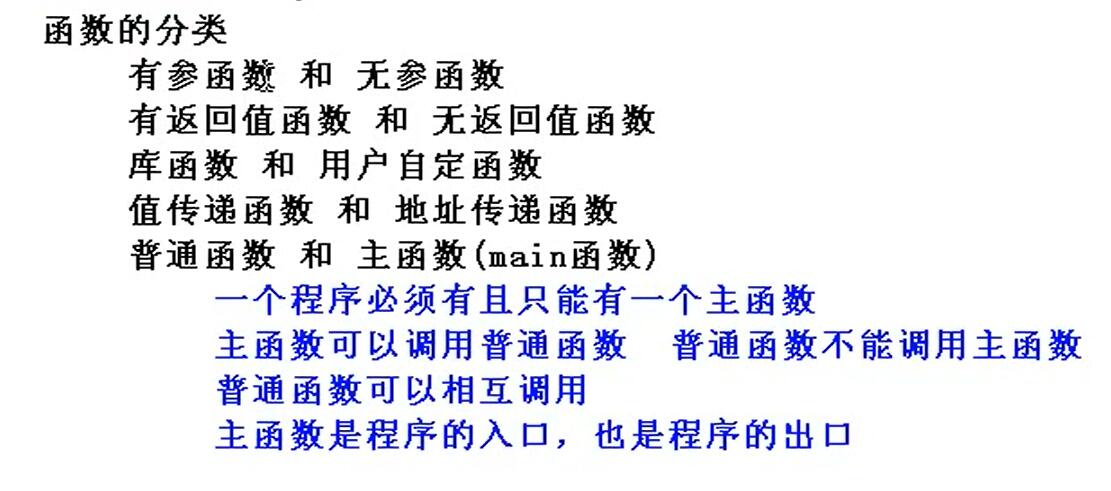 函数的分类
有参函数 和 无参函数
有返回值函数 和 无返回值函数
库函数 和 用户自定函数
值传递函数 和 地址传递函数
普通函数 和 主函数(main函数)
一个程序必须有且只能有一个主函数
主函数可以调用普通函数 普通函数不能调用主函数
普通函数可以相互调用
主函数是程序的入口，也是程序的出口